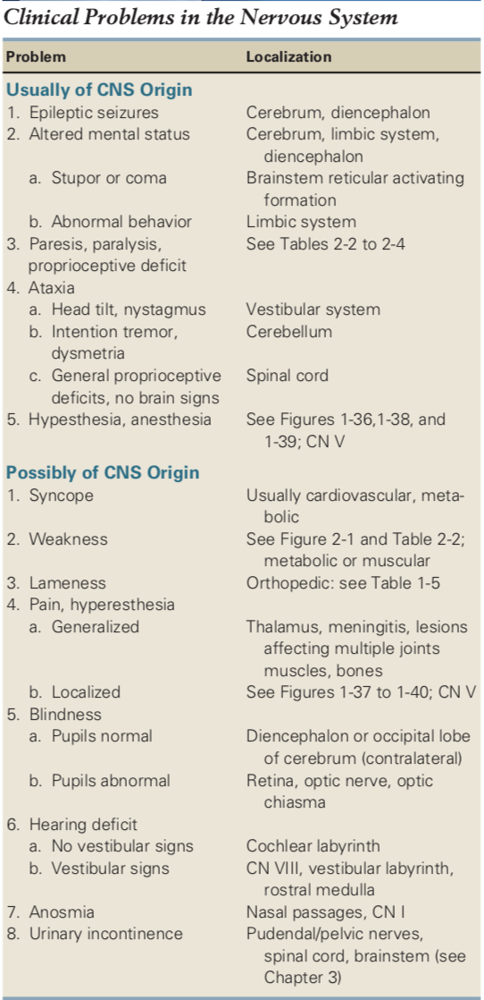 Clinical Problems in the Nervous System
Problem Localization
Usually of CNS Origin
1. Epileptic seizures Cerebrum, diencephalon
2. Altered mental status Cerebrum, limbic system,
diencephalon
a. Stupor or coma Brainstem reticular activating
formation
b. Abnormal behavior Limbic system
3. Paresis, paralysis, See Tables 2-2 to 2-4
proprioceptive deficit
4. Ataxia
a. Head tilt, nystagmus Vestibular system
b. Intention tremor, Cerebellum
dysmetria
c. General proprioceptive Spinal cord
deficits, no brain signs
5. Hypesthesia, anesthesia See Figures 1-36,1-38, and
1-39; CN V
Possibly of CNS Origin
1. Syncope Usually cardiovascular, meta-
bolic
2. Weakness See Figure 2-1 and Table 2-2;
metabolic or muscular
3. Lameness Orthopedic: see Table 1-5
4. Pain, hyperesthesia
a. Generalized Thalamus, meningitis, lesions
affecting multiple joints
muscles, bones
b. Localized See Figures 1-37 to 1-40; CN V
5. Blindness
a. Pupils normal Diencephalon or occipital lobe
of cerebrum (contralateral)
b. Pupils abnormal Retina, optic nerve, optic
chiasma
6. Hearing deficit
a. No vestibular signs Cochlear labyrinth
b. Vestibular signs CN VIII, vestibular labyrinth,
rostral medulla
7. Anosmia Nasal passages, CN I
8. Urinary incontinence Pudendal/pelvic nerves,
spinal cord, brainstem (see
Chapter 3)